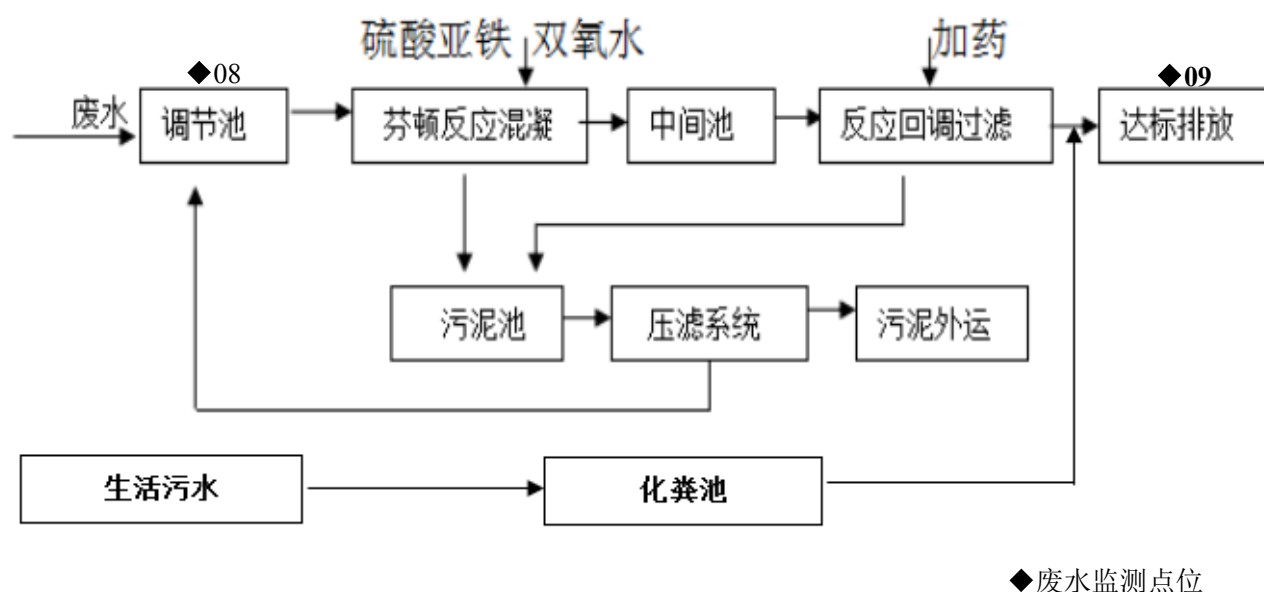 硫酸亚铁 双氧水
加药
◆08
◆09
废水
调节池
芬顿反应混凝
中间池
反应回调过滤
达标排放
污泥池
压滤系统
污泥外运
生活污水
化粪池
◆废水监测点位